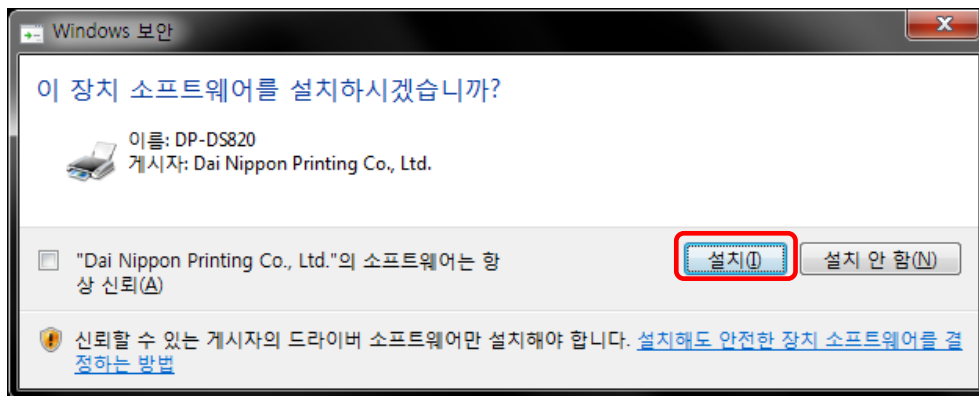 Windows 보안
이 장치 소프트웨어를 설치하시겠습니까?
이름: DP-DS820
게시자: Dai Nippon Printing Co., Ltd.
"Dai Nippon Printing Co., Ltd."의 소프트웨어는 항
상 신뢰(A)
설치(I)
설치 안 함(N)
신뢰할 수 있는 게시자의 드라이버 소프트웨어만 설치해야 합니다. 설치해도 안전한 장치 소프트웨어를 결
정하는 방법